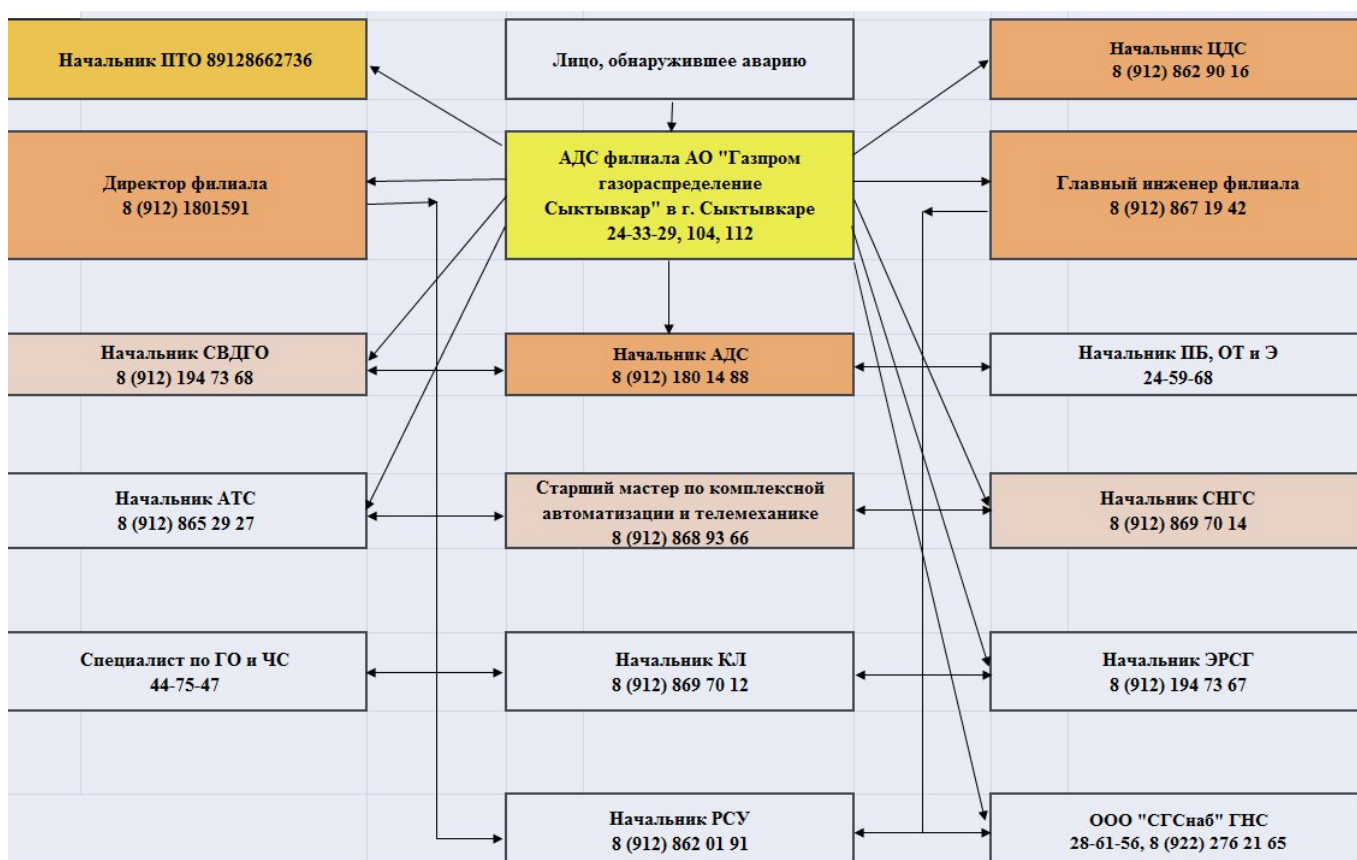 Начальник ПТО 89128662736
Лицо, обнаружившее аварию
Начальник ЦДС
8 (912) 862 90 16
Директор филиала
8 (912) 1801591
АДС филиала АО "Газпром
газораспределение
Сыктывкар" в г. Сыктывкаре
24-33-29, 104, 112
Главный инженер филиала
8 (912) 867 19 42
Начальник СВДГО
8 (912) 194 73 68
Начальник АДС
8 (912) 180 14 88
Начальник ПБ, ОТ и Э
24-59-68
Начальник АТС
8 (912) 865 29 27
Старший мастер по комплексной
автоматизации и телемеханике
8 (912) 868 93 66
Начальник СНГС
8 (912) 869 70 14
Специалист по ГО и ЧС
44-75-47
Начальник КЛ
8 (912) 869 70 12
Начальник ЭРСГ
8 (912) 194 73 67
Начальник РСУ
8 (912) 862 01 91
ООО "СГСнаб" ГНС
28-61-56, 8 (922) 276 21 65